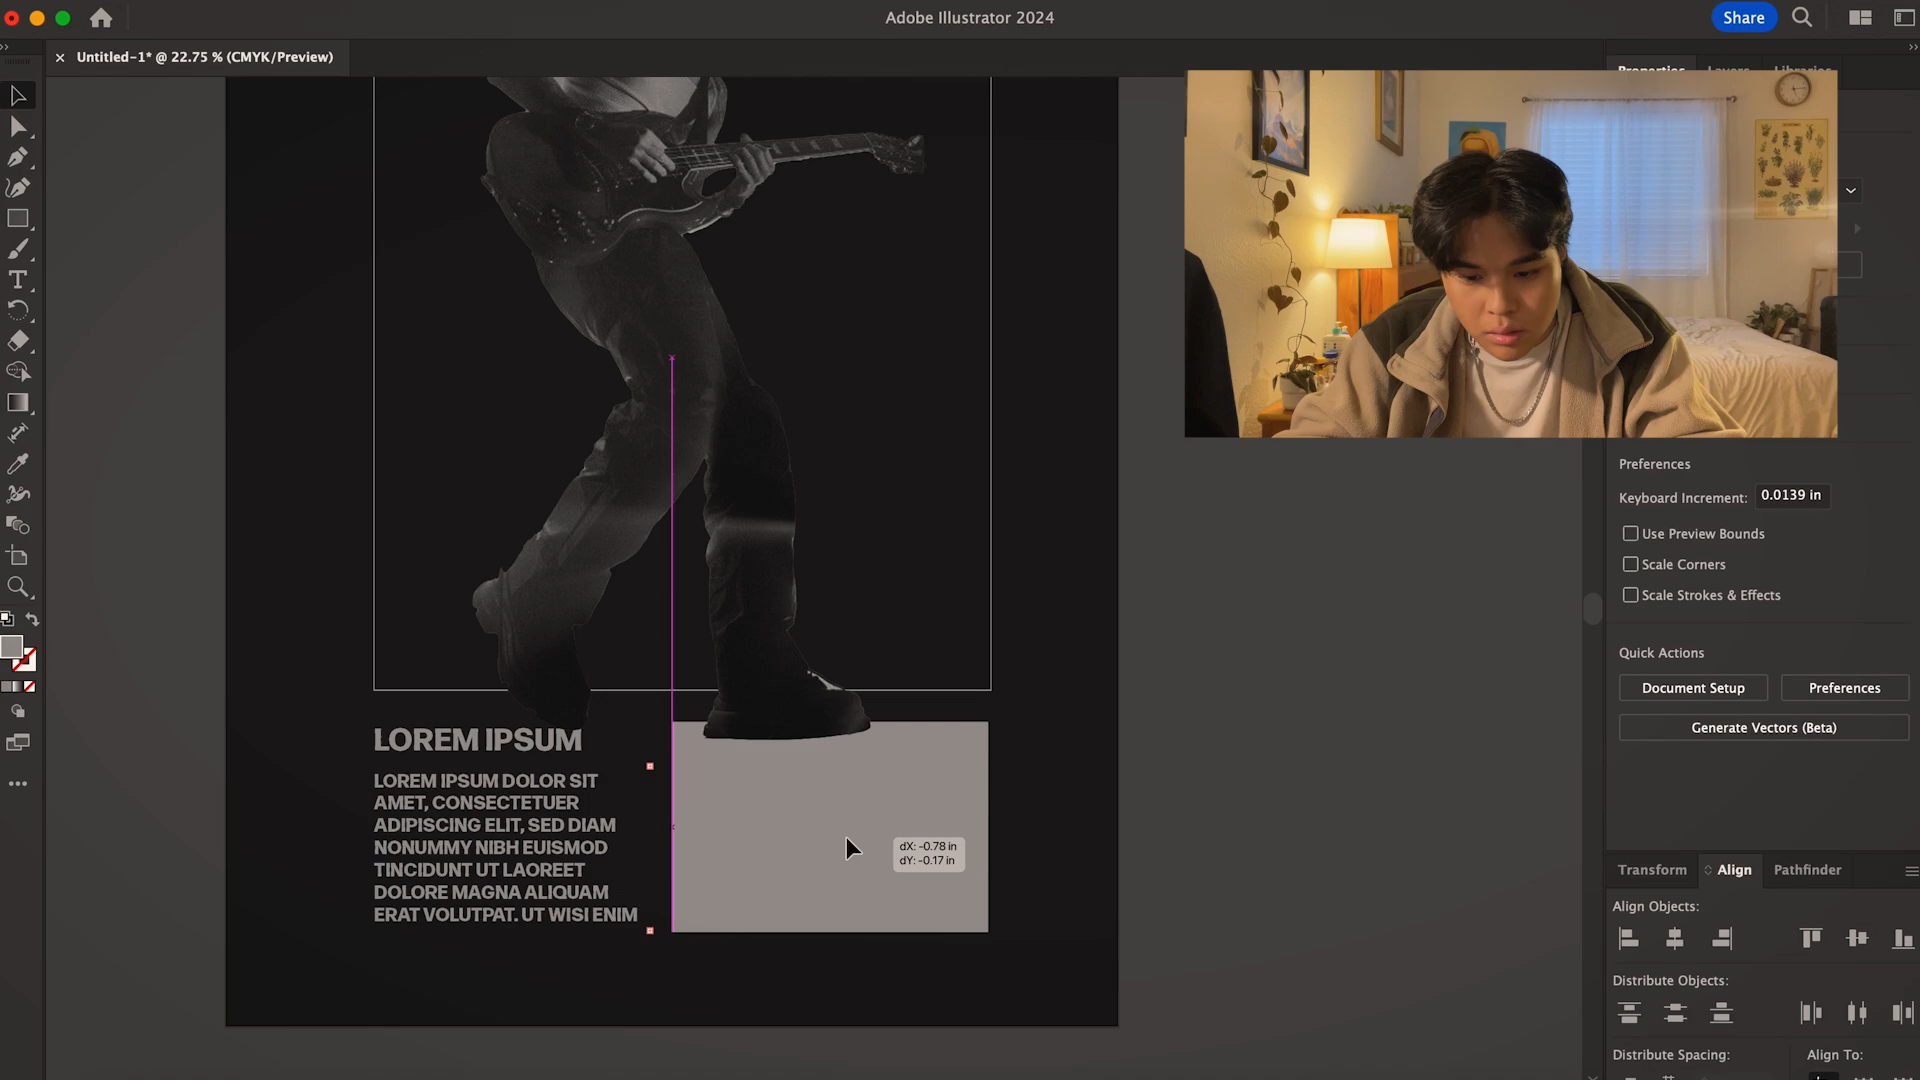 Adobe Illustrator 2024
Share
Untitled-1* @ 22.75 % (CMYK/Preview)
Properties Layers Libraries
Preferences
Keyboard Increment: 0.0139 in
Use Preview Bounds
Scale Corners
Scale Strokes & Effects
Quick Actions
Document Setup
Preferences
Generate Vectors (Beta)
LOREM IPSUM
LOREM IPSUM DOLOR SIT
AMET, CONSECTETUER
ADIPISCING ELIT, SED DIAM
NONUMMY NIBH EUISMOD
TINCIDUNT UT LAOREET
DOLORE MAGNA ALIQUAM
ERAT VOLUTPAT. UT WISI ENIM
dX: -0.78 in
dY: -0.17 in
Transform Align Pathfinder
Align Objects:
Distribute Objects:
Distribute Spacing:
Align To: